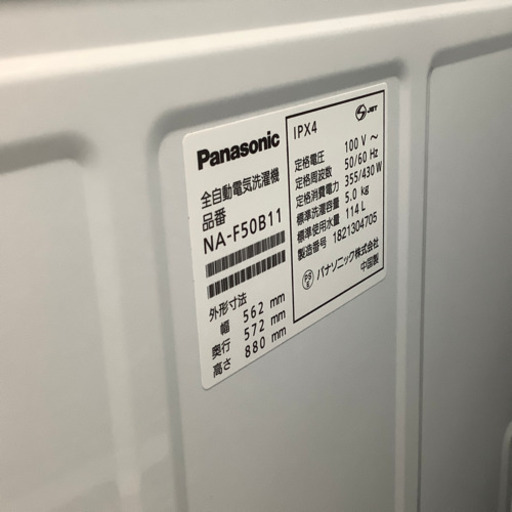 Panasonic
全自動電気洗濯機
品番
NA-F50B11
外形寸法
幅 562 mm
奥行 572 mm
高さ 880 mm
IPX4
JET
定格電圧 100 V ~
定格周波数 50/60 Hz
定格消費電力 355/430 W
標準洗濯容量 5.0 kg
標準使用水量 114 L
製造番号 1821304705
PS E パナソニック株式会社
中国製